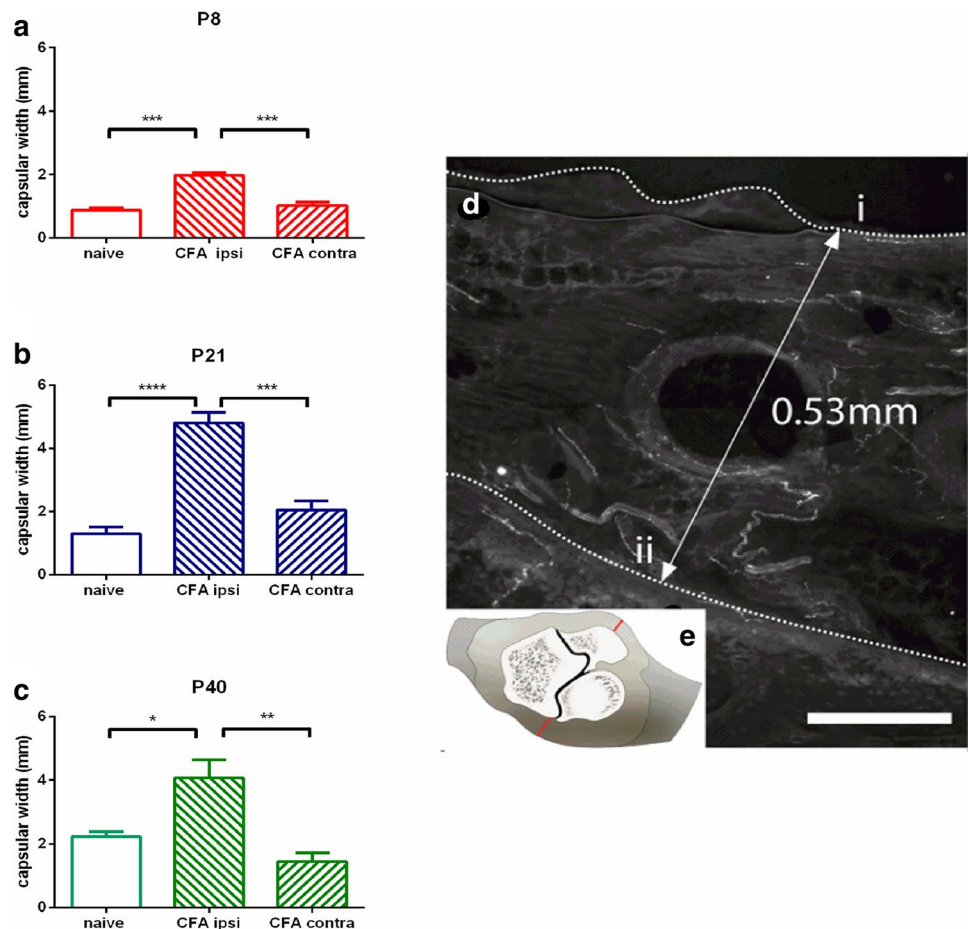 a
P8
capsular width (mm)
6
4
2
0
***
***
naive
CFA ipsi
CFA contra
b
P21
capsular width (mm)
6
4
2
0
****
***
naive
CFA ipsi
CFA contra
c
P40
capsular width (mm)
6
4
2
0
*
**
naive
CFA ipsi
CFA contra
d
i
0.53mm
ii
e